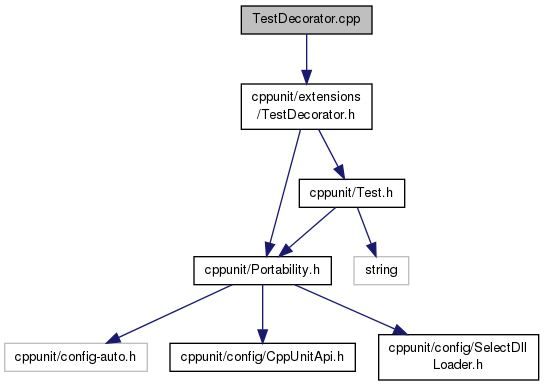 TestDecorator.cpp
cppunit/extensions
/TestDecorator.h
cppunit/Test.h
cppunit/Portability.h
string
cppunit/config-auto.h
cppunit/config/CppUnitApi.h
cppunit/config/SelectDll
Loader.h